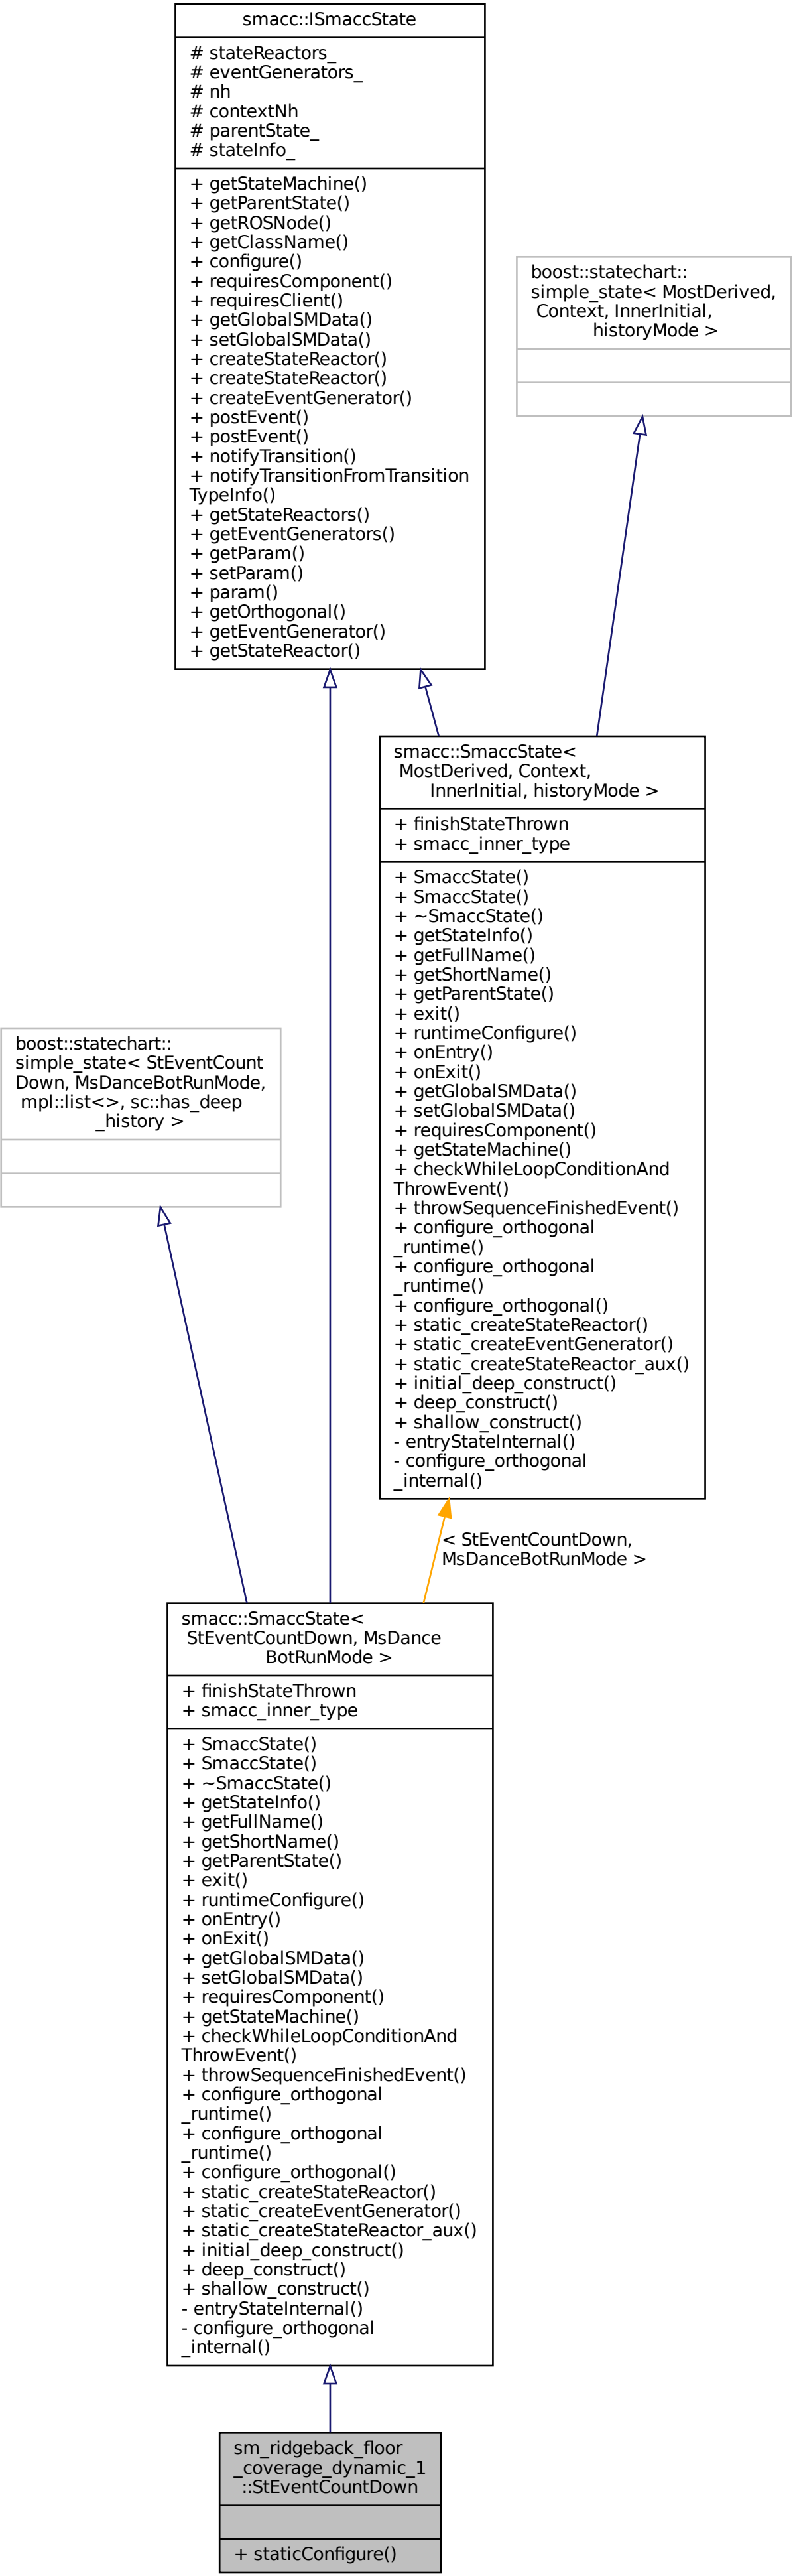 smacc::ISmaccState
# stateReactors_
# eventGenerators_
# nh
# contextNh
# parentState_
# stateInfo_
+ getStateMachine()
+ getParentState()
+ getROSNode()
+ getClassName()
+ configure()
+ requiresComponent()
+ requiresClient()
+ getGlobalSMData()
+ setGlobalSMData()
+ createStateReactor()
+ createStateReactor()
+ createEventGenerator()
+ postEvent()
+ postEvent()
+ notifyTransition()
+ notifyTransitionFromTransition
TypeInfo()
+ getStateReactors()
+ getEventGenerators()
+ getParam()
+ setParam()
+ param()
+ getOrthogonal()
+ getEventGenerator()
+ getStateReactor()
boost::statechart::
simple_state< MostDerived,
Context, InnerInitial,
historyMode >
smacc::SmaccState<
MostDerived, Context,
InnerInitial, historyMode >
+ finishStateThrown
+ smacc_inner_type
+ SmaccState()
+ SmaccState()
+ ~SmaccState()
+ getStateInfo()
+ getFullName()
+ getShortName()
+ getParentState()
+ exit()
+ runtimeConfigure()
+ onEntry()
+ onExit()
+ getGlobalSMData()
+ setGlobalSMData()
+ requiresComponent()
+ getStateMachine()
+ checkWhileLoopConditionAnd
ThrowEvent()
+ throwSequenceFinishedEvent()
+ configure_orthogonal
_runtime()
+ configure_orthogonal
_runtime()
+ configure_orthogonal()
+ static_createStateReactor()
+ static_createEventGenerator()
+ static_createStateReactor_aux()
+ initial_deep_construct()
+ deep_construct()
+ shallow_construct()
- entryStateInternal()
- configure_orthogonal
_internal()
boost::statechart::
simple_state< StEventCount
Down, MsDanceBotRunMode,
mpl::list<>, sc::has_deep
_history >
< StEventCountDown,
MsDanceBotRunMode >
smacc::SmaccState<
StEventCountDown, MsDance
BotRunMode >
+ finishStateThrown
+ smacc_inner_type
+ SmaccState()
+ SmaccState()
+ ~SmaccState()
+ getStateInfo()
+ getFullName()
+ getShortName()
+ getParentState()
+ exit()
+ runtimeConfigure()
+ onEntry()
+ onExit()
+ getGlobalSMData()
+ setGlobalSMData()
+ requiresComponent()
+ getStateMachine()
+ checkWhileLoopConditionAnd
ThrowEvent()
+ throwSequenceFinishedEvent()
+ configure_orthogonal
_runtime()
+ configure_orthogonal
_runtime()
+ configure_orthogonal()
+ static_createStateReactor()
+ static_createEventGenerator()
+ static_createStateReactor_aux()
+ initial_deep_construct()
+ deep_construct()
+ shallow_construct()
- entryStateInternal()
- configure_orthogonal
_internal()
sm_ridgeback_floor
_coverage_dynamic_1
::StEventCountDown
+ staticConfigure()